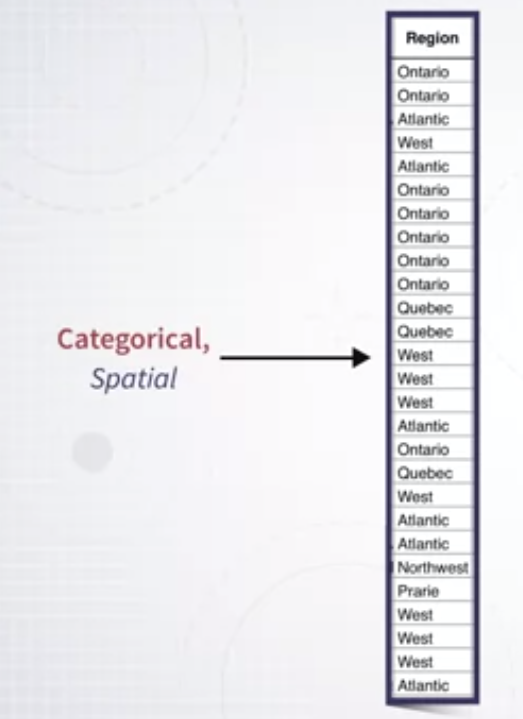 Categorical,
Spatial
Region
Ontario
Ontario
Atlantic
West
Atlantic
Ontario
Ontario
Ontario
Ontario
Ontario
Quebec
Quebec
West
West
West
Atlantic
Ontario
Quebec
West
Atlantic
Atlantic
Northwest
Prarie
West
West
West
Atlantic